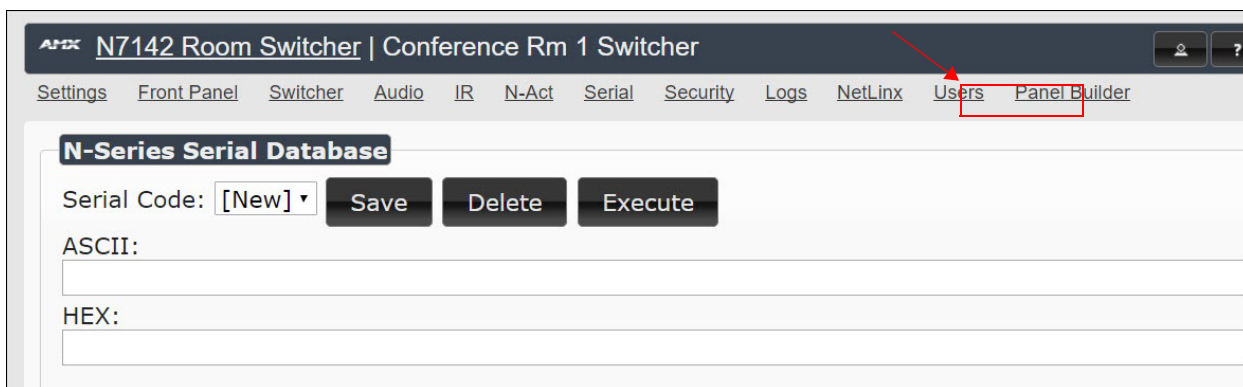 AMX N7142 Room Switcher | Conference Rm 1 Switcher ?
Settings Front Panel Switcher Audio IR N-Act Serial Security Logs NetLinx Users Panel Builder
N-Series Serial Database
Serial Code: [New] Save Delete Execute
ASCII:
HEX: